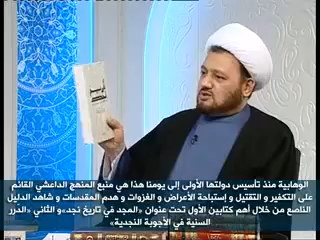 الوهابية منذ تأسيس دولتها الأولى إلى يومنا هذا هي منبع المنهج الداعشي القائم
على التكفير و التقتيل و إستباحة الأعراض و الغزوات و هدم المقدسات و شاهد الدليل
الناصع من خلال أهم كتابين الأول تحت عنوان «المجد في تاريخ نجد»و الثاني «الدُرر
السنية في الأجوبة النجدية»